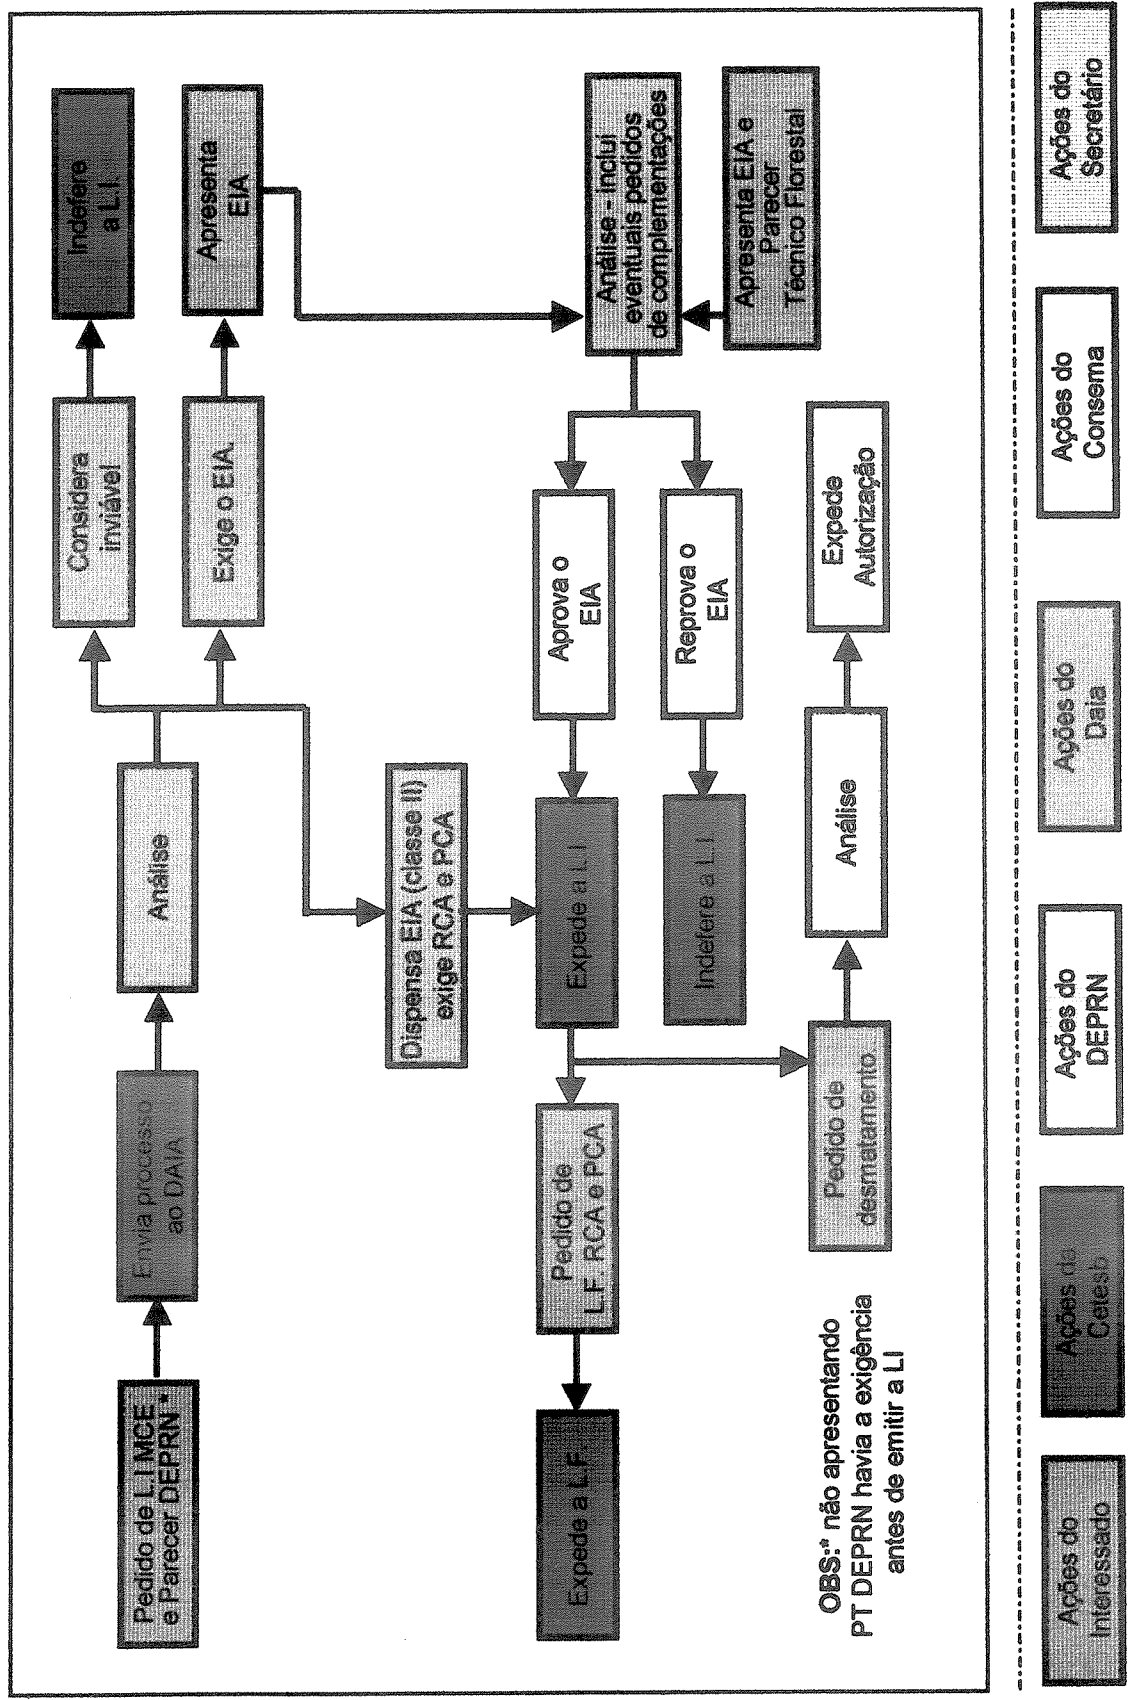 Pedido de L.I MCE
e Parecer DEPRN *
Envia processo
ao DAIA
Análise
Considera
inviável
Indefere
a L.I.
Exige o EIA.
Apresenta
EIA
Dispensa EIA (classe II)
exige RCA e PCA
Expede a L.F.
Pedido de
L.F. RCA e PCA
Expede a L.I
Aprova o
EIA
Análise - Inclui
eventuais pedidos
de complementações
Indefere a L.I.
Reprova o
EIA
Apresenta EIA e
Parecer
Técnico Florestal
Pedido de
desmatamento
Análise
Expede
Autorização
OBS:* não apresentando
PT DEPRN havia a exigência
antes de emitir a LI
Ações do
Interessado
Ações da
Cetesb
Ações do
DEPRN
Ações do
Daia
Ações do
Consema
Ações do
Secretário